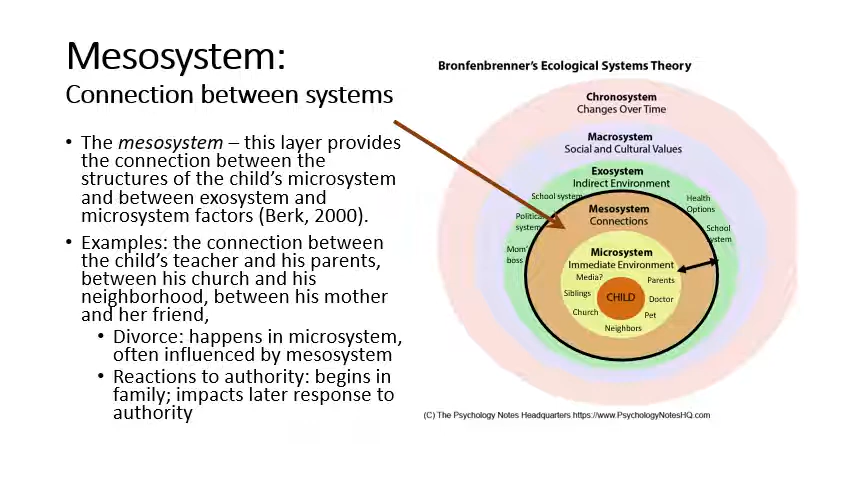 Mesosystem:
Connection between systems
• The mesosystem – this layer provides
the connection between the
structures of the child's microsystem
and between exosystem and
microsystem factors (Berk, 2000).
• Examples: the connection between
the child's teacher and his parents,
between his church and his
neighborhood, between his mother
and her friend,
• Divorce: happens in microsystem,
often influenced by mesosystem
• Reactions to authority: begins in
family; impacts later response to
authority
Bronfenbrenner's Ecological Systems Theory
Chronosystem
Changes Over Time
Macrosystem
Social and Cultural Values
Exosystem
Indirect Environment
School system
Health
Options
Political
system
School
system
Mom'
boss
Mesosystem
Connections
Microsystem
Immediate Environment
Media?
Parents
Siblings
CHILD
Doctor
Church
Pet
Neighbors
(C) The Psychology Notes Headquarters https://www.PsychologyNotesHQ.com